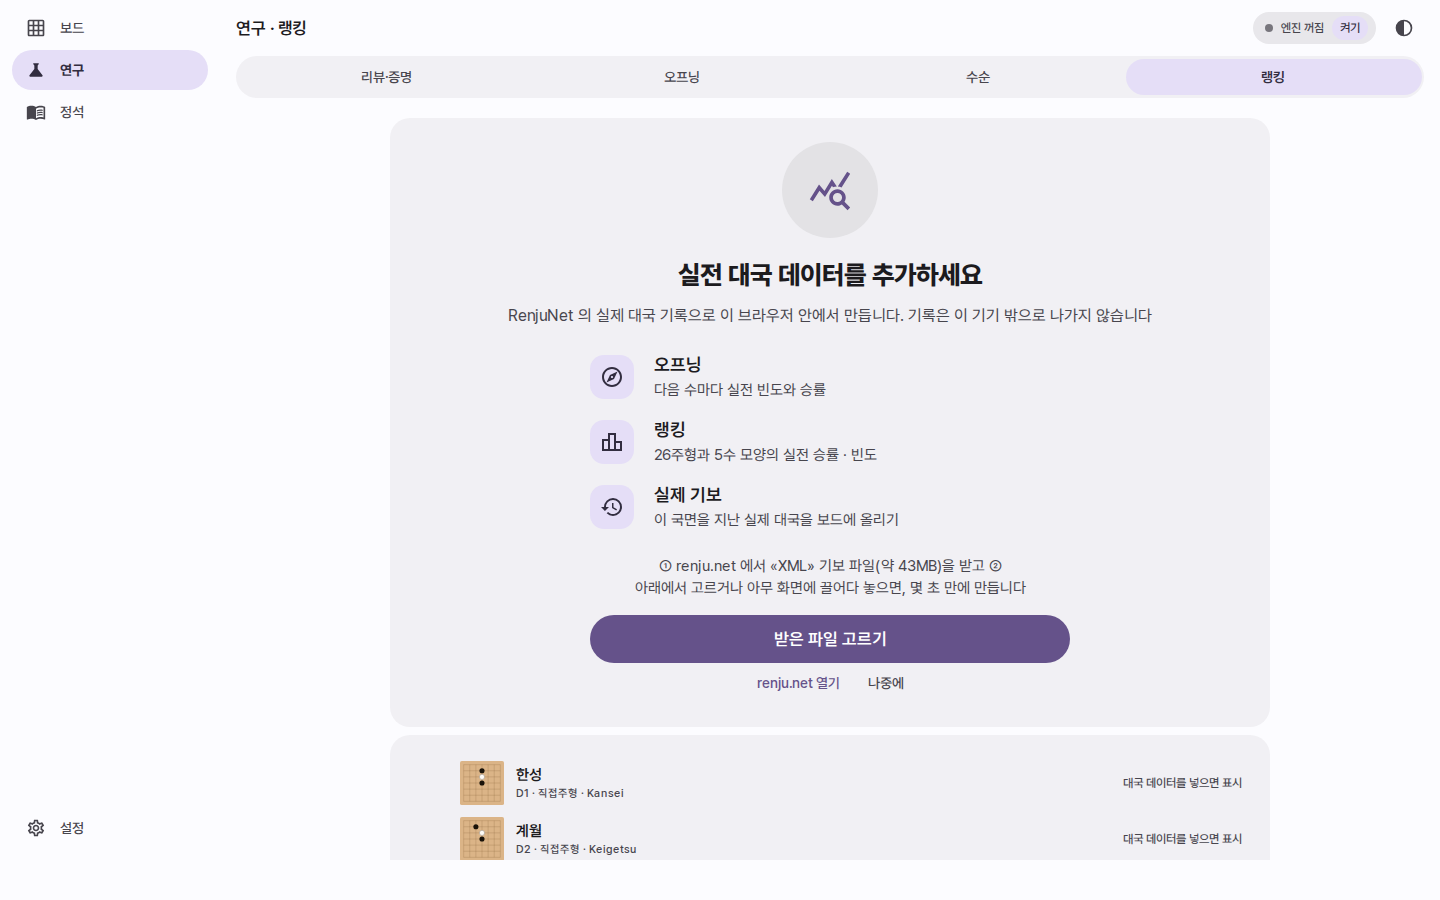 보드
연구
정석
설정
연구 · 랭킹
엔진 꺼짐
켜기
리뷰·증명
오프닝
수순
랭킹
실전 대국 데이터를 추가하세요
RenjuNet 의 실제 대국 기록으로 이 브라우저 안에서 만듭니다. 기록은 이 기기 밖으로 나가지 않습니다
오프닝
다음 수마다 실전 빈도와 승률
랭킹
26주형과 5수 모양의 실전 승률 · 빈도
실제 기보
이 국면을 지난 실제 대국을 보드에 올리기
① renju.net 에서 «XML» 기보 파일(약 43MB)을 받고 ②
아래에서 고르거나 아무 화면에 끌어다 놓으면, 몇 초 만에 만듭니다
받은 파일 고르기
renju.net 열기
나중에
한성
D1 · 직접주형 · Kansei
대국 데이터를 넣으면 표시
계월
D2 · 직접주형 · Keigetsu
대국 데이터를 넣으면 표시